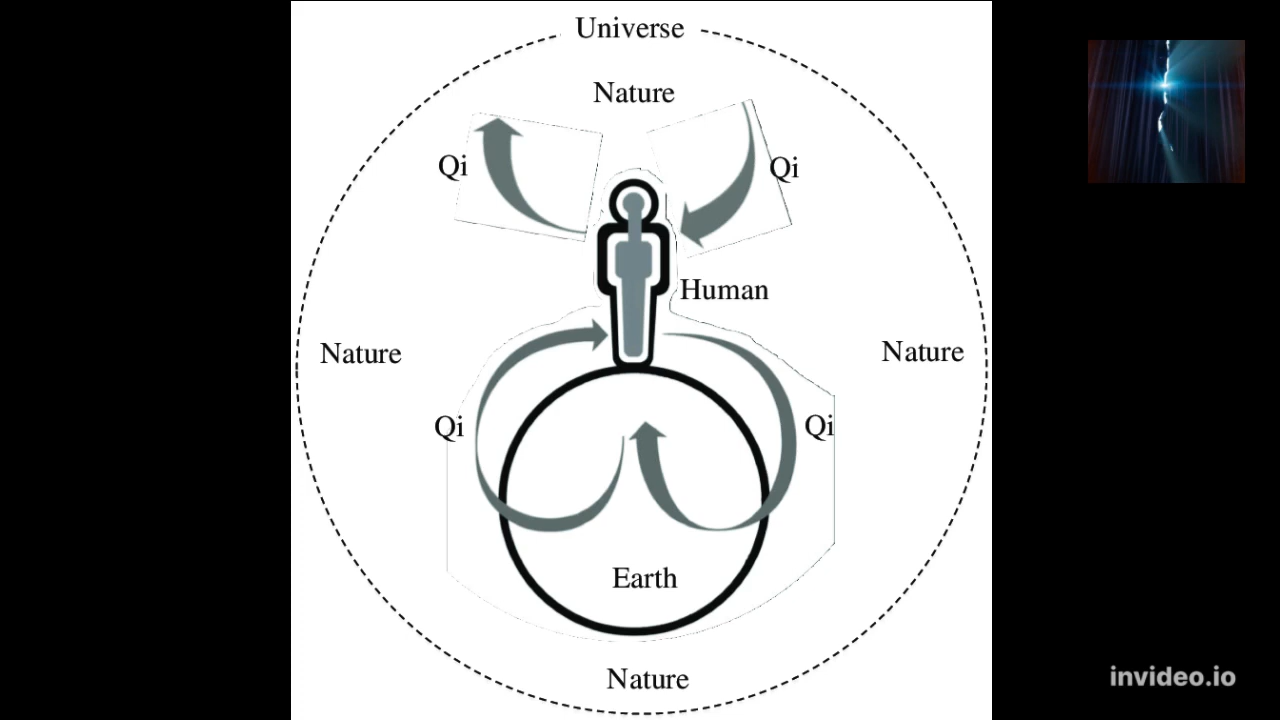 Universe
Nature
Qi
Qi
Human
Nature
Nature
Qi
Qi
Earth
Nature
invideo.io